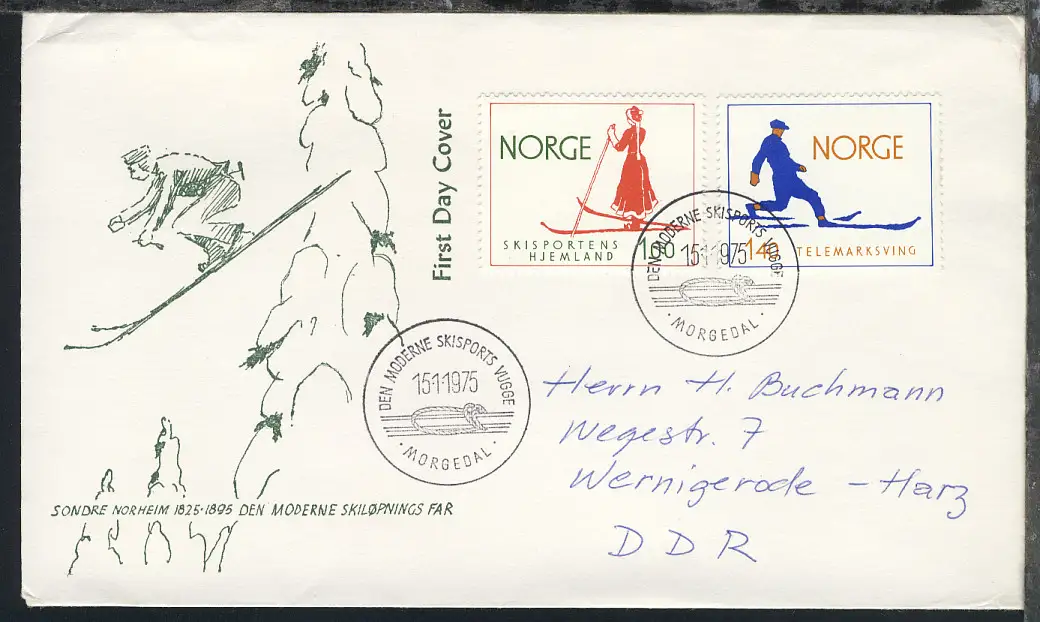 First Day Cover
NORGE
SKISPORTENS
HJEMLAND
100
NORGE
140
TELEMARKSVING
DEN MODERNE SKISPORTS VUGGE
15·1·1975
·MORGEDAL·
DEN MODERNE SKISPORTS VUGGE
15·1·1975
·MORGEDAL·
Herrn H. Buchmann
Wegestr. 7
Wernigerode - Harz
DDR
SONDRE NORHEIM 1825·1895 DEN MODERNE SKILØPNINGS FAR